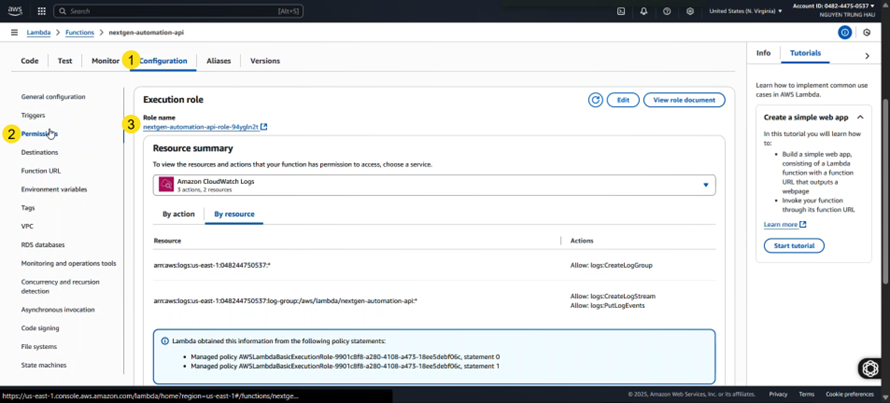 aws
Search
[Alt+S]
United States (N. Virginia)
Account ID: 0482-4475-0537
NGUYEN TRUNG HAU
Lambda
Functions
nextgen-automation-api
Code
Test
Monitor
1
Configuration
Aliases
Versions
General configuration
Triggers
2
Permissions
Destinations
Function URL
Environment variables
Tags
VPC
RDS databases
Monitoring and operations tools
Concurrency and recursion
detection
Asynchronous invocation
Code signing
File systems
State machines
Execution role
Edit
View role document
Role name
3
nextgen-automation-api-role-94ygln2t
Resource summary
To view the resources and actions that your function has permission to access, choose a service.
Amazon CloudWatch Logs
3 actions, 2 resources
By action
By resource
Resource
Actions
arn:aws:logs:us-east-1:048244750537:*
Allow: logs:CreateLogGroup
arn:aws:logs:us-east-1:048244750537:log-group:/aws/lambda/nextgen-automation-api:*
Allow: logs:CreateLogStream
Allow: logs:PutLogEvents
Lambda obtained this information from the following policy statements:
• Managed policy AWSLambdaBasicExecutionRole-9901c8f8-a280-4108-a473-18ee5debf06c, statement 0
• Managed policy AWSLambdaBasicExecutionRole-9901c8f8-a280-4108-a473-18ee5debf06c, statement 1
Info
Tutorials
Learn how to implement common use
cases in AWS Lambda.
Create a simple web app
In this tutorial you will learn how
to:
• Build a simple web app,
consisting of a Lambda
function with a function
URL that outputs a
webpage
• Invoke your function
through its function URL
Learn more
Start tutorial
https://us-east-1.console.aws.amazon.com/lambda/home?region=us-east-1#/functions/nextge...
© 2025, Amazon Web Services, Inc. or its affiliates.
Privacy
Terms
Cookie preferences